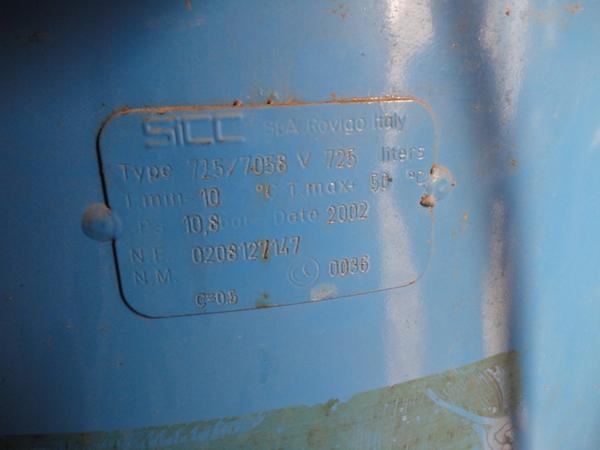 SICC SpA Rovigo Italy
Type 725/7058 V 725 liters
T.min- 10 °C T.max+ 50 °C
PS 10,8 bar Date 2002
N.F. 0208127147
N.M. 0036
C=0.5